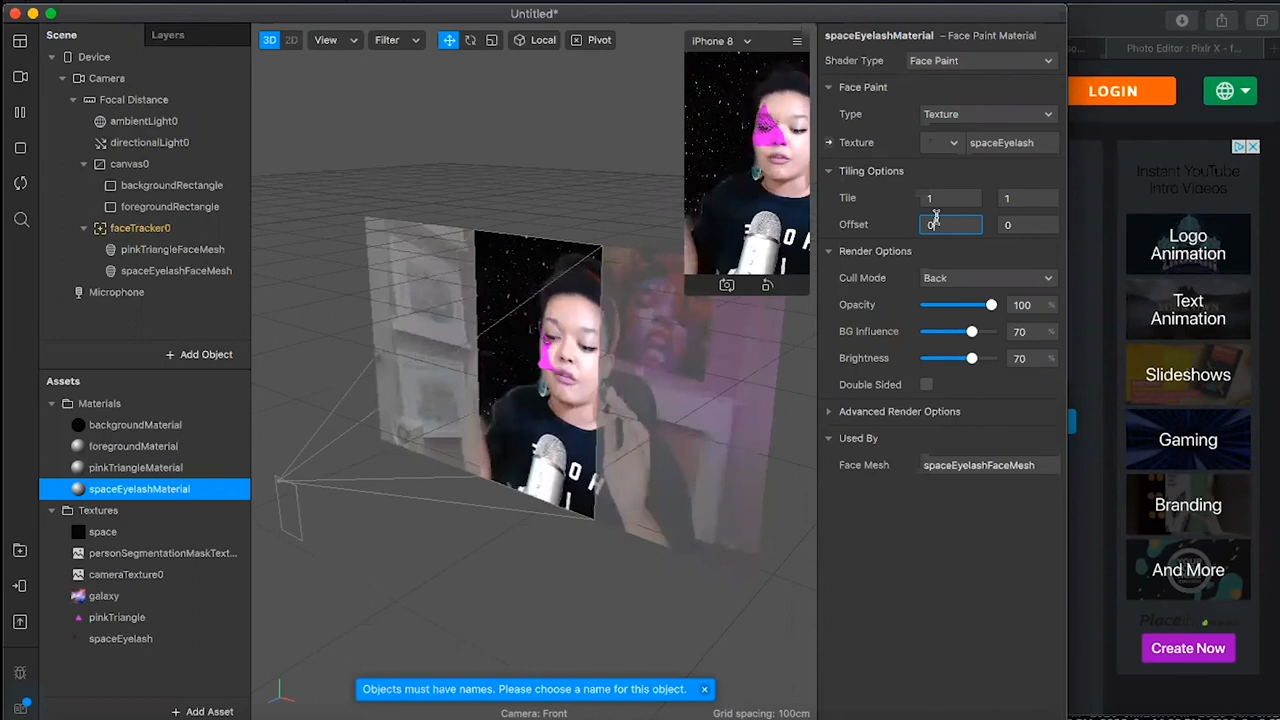 Untitled*
Scene
Layers
Device
Camera
Focal Distance
ambientLight0
directionalLight0
canvas0
backgroundRectangle
foregroundRectangle
faceTracker0
pinkTriangleFaceMesh
spaceEyelashFaceMesh
Microphone
+ Add Object
Assets
Materials
backgroundMaterial
foregroundMaterial
pinkTriangleMaterial
spaceEyelashMaterial
Textures
space
personSegmentationMaskText...
cameraTexture0
galaxy
pinkTriangle
spaceEyelash
+ Add Asset
3D 2D View Filter Local Pivot
iPhone 8
Objects must have names. Please choose a name for this object.
Camera: Front
Grid spacing: 100cm
spaceEyelashMaterial – Face Paint Material
Shader Type Face Paint
Face Paint
Type Texture
Texture spaceEyelash
Tiling Options
Tile 1 1
Offset 0 0
Render Options
Cull Mode Back
Opacity 100 %
BG Influence 70 %
Brightness 70 %
Double Sided
Advanced Render Options
Used By
Face Mesh spaceEyelashFaceMesh
so...
Photo Editor : Pixlr X - f...
LOGIN
Instant YouTube
Intro Videos
Logo
Animation
Text
Animation
Slideshows
Gaming
Branding
And More
Place it
Create Now